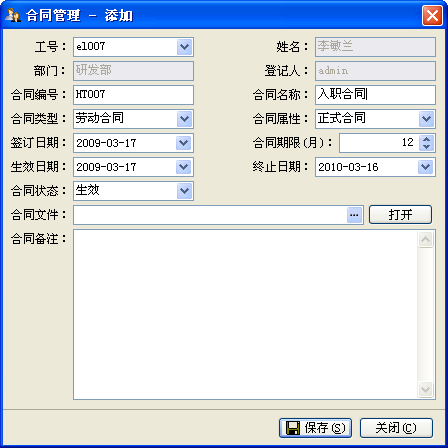 合同管理 - 添加
工号： el007 姓名： 李敏兰
部门： 研发部 登记人： admin
合同编号： HT007 合同名称： 入职合同
合同类型： 劳动合同 合同属性： 正式合同
签订日期： 2009-03-17 合同期限(月)： 12
生效日期： 2009-03-17 终止日期： 2010-03-16
合同状态： 生效
合同文件： ... 打开
合同备注：
保存(S) 关闭(C)